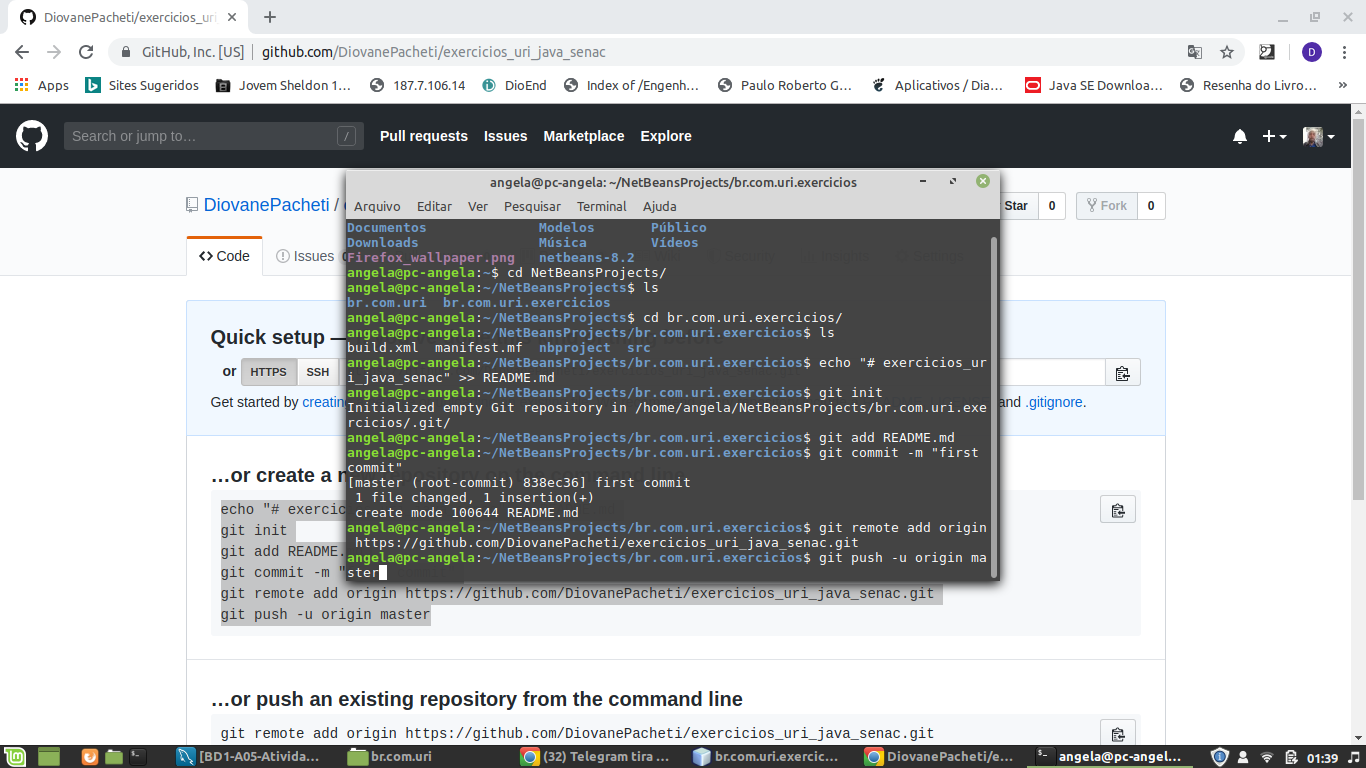 DiovanePacheti/exercicios_uri
GitHub, Inc. [US] github.com/DiovanePacheti/exercicios_uri_java_senac
D
Apps Sites Sugeridos Jovem Sheldon 1… 187.7.106.14 DioEnd Index of /Engenh… Paulo Roberto G… Aplicativos / Dia… Java SE Downloa… Resenha do Livro… »
Search or jump to… / Pull requests Issues Marketplace Explore
angela@pc-angela: ~/NetBeansProjects/br.com.uri.exercicios
DiovanePacheti / Star 0 Fork 0
Arquivo Editar Ver Pesquisar Terminal Ajuda
Code Issues
Documentos Modelos Público
Downloads Música Vídeos
Firefox_wallpaper.png netbeans-8.2
angela@pc-angela:~$ cd NetBeansProjects/
angela@pc-angela:~/NetBeansProjects$ ls
br.com.uri br.com.uri.exercicios
angela@pc-angela:~/NetBeansProjects$ cd br.com.uri.exercicios/
angela@pc-angela:~/NetBeansProjects/br.com.uri.exercicios$ ls
build.xml manifest.mf nbproject src
angela@pc-angela:~/NetBeansProjects/br.com.uri.exercicios$ echo "# exercicios_ur
i_java_senac" >> README.md
angela@pc-angela:~/NetBeansProjects/br.com.uri.exercicios$ git init
Initialized empty Git repository in /home/angela/NetBeansProjects/br.com.uri.exe
rcicios/.git/
angela@pc-angela:~/NetBeansProjects/br.com.uri.exercicios$ git add README.md
angela@pc-angela:~/NetBeansProjects/br.com.uri.exercicios$ git commit -m "first
commit"
[master (root-commit) 838ec36] first commit
1 file changed, 1 insertion(+)
create mode 100644 README.md
angela@pc-angela:~/NetBeansProjects/br.com.uri.exercicios$ git remote add origin
https://github.com/DiovanePacheti/exercicios_uri_java_senac.git
angela@pc-angela:~/NetBeansProjects/br.com.uri.exercicios$ git push -u origin ma
ster
Quick setup —
or HTTPS SSH
Get started by creating and .gitignore.
…or create a new repository on the command line
echo "# exercic
git init
git add README.
git commit -m "
git remote add origin https://github.com/DiovanePacheti/exercicios_uri_java_senac.git
git push -u origin master
…or push an existing repository from the command line
git remote add origin https://github.com/DiovanePacheti/exercicios_uri_java_senac.git
[BD1-A05-Ativida… br.com.uri (32) Telegram tira … br.com.uri.exercic… DiovanePacheti/e… angela@pc-angel… 01:39